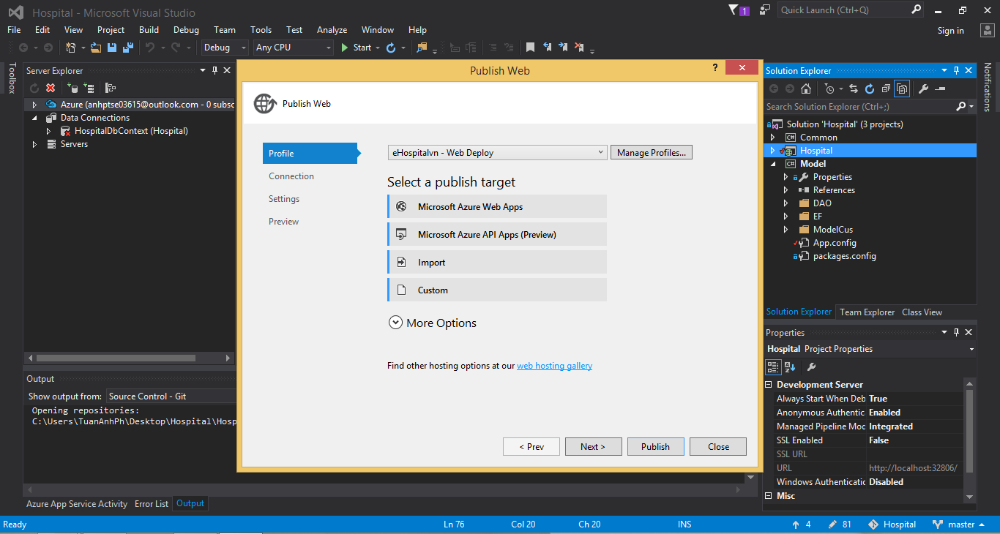 Hospital - Microsoft Visual Studio
1
Quick Launch (Ctrl+Q)
File Edit View Project Build Debug Team Tools Test Analyze Window Help
Sign in
Debug Any CPU Start
Toolbox
Server Explorer
Azure (anhptse03615@outlook.com - 0 subsc
Data Connections
HospitalDbContext (Hospital)
Servers
Output
Show output from: Source Control - Git
Opening repositories:
C:\Users\TuanAnhPh\Desktop\Hospital\Hosp
Azure App Service Activity Error List Output
Publish Web
?
Publish Web
Profile
Connection
Settings
Preview
eHospitalvn - Web Deploy
Manage Profiles...
Select a publish target
Microsoft Azure Web Apps
Microsoft Azure API Apps (Preview)
Import
Custom
More Options
Find other hosting options at our web hosting gallery
< Prev Next > Publish Close
Solution Explorer
Search Solution Explorer (Ctrl+;)
Solution 'Hospital' (3 projects)
C# Common
Hospital
C# Model
Properties
References
DAO
EF
ModelCus
App.config
packages.config
Solution Explorer Team Explorer Class View
Properties
Hospital Project Properties
Development Server
Always Start When Deb True
Anonymous Authentic Enabled
Managed Pipeline Moc Integrated
SSL Enabled False
SSL URL
URL http://localhost:32806/
Windows Authenticatic Disabled
Misc
Notifications
Ready Ln 76 Col 20 Ch 20 INS 4 81 Hospital master